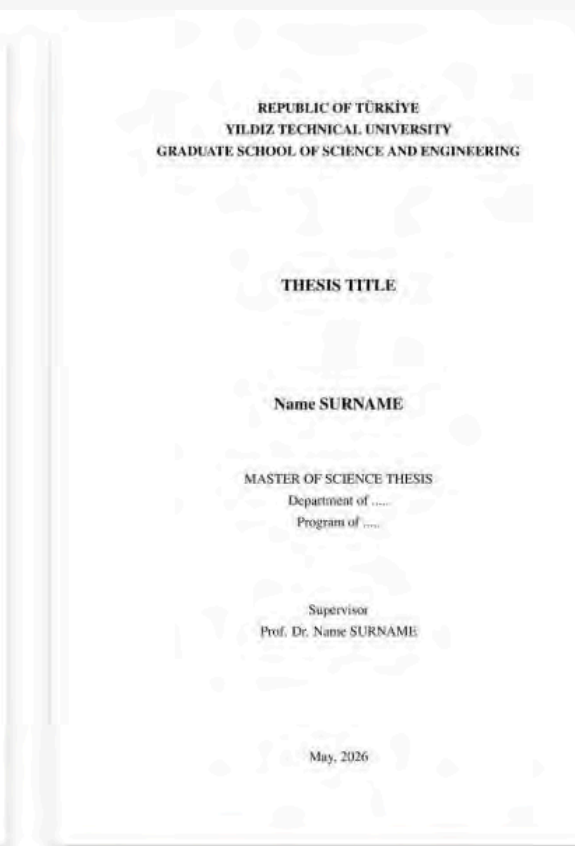 REPUBLIC OF TÜRKİYE
YILDIZ TECHNICAL UNIVERSITY
GRADUATE SCHOOL OF SCIENCE AND ENGINEERING
THESIS TITLE
Name SURNAME
MASTER OF SCIENCE THESIS
Department of .....
Program of .....
Supervisor
Prof. Dr. Name SURNAME
May, 2026